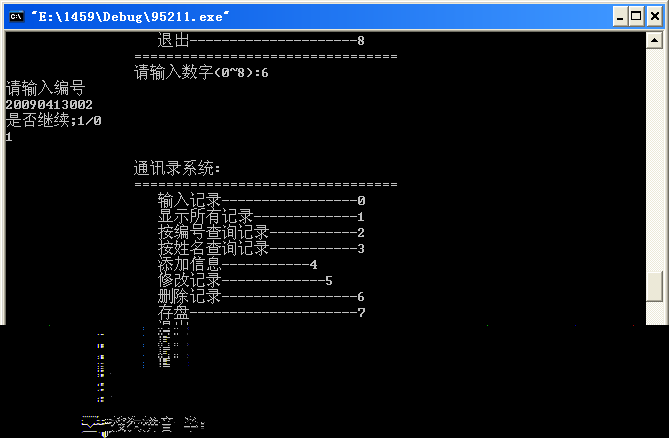 "E:\1459\Debug\95211.exe"
退出---------------------8
=================================
请输入数字(0~8):6
请输入编号
20090413002
是否继续;1/0
1
通讯录系统:
=================================
输入记录-----------------0
显示所有记录-------------1
按编号查询记录-----------2
按姓名查询记录-----------3
添加信息-----------4
修改记录-------------5
删除记录-----------------6
存盘---------------------7